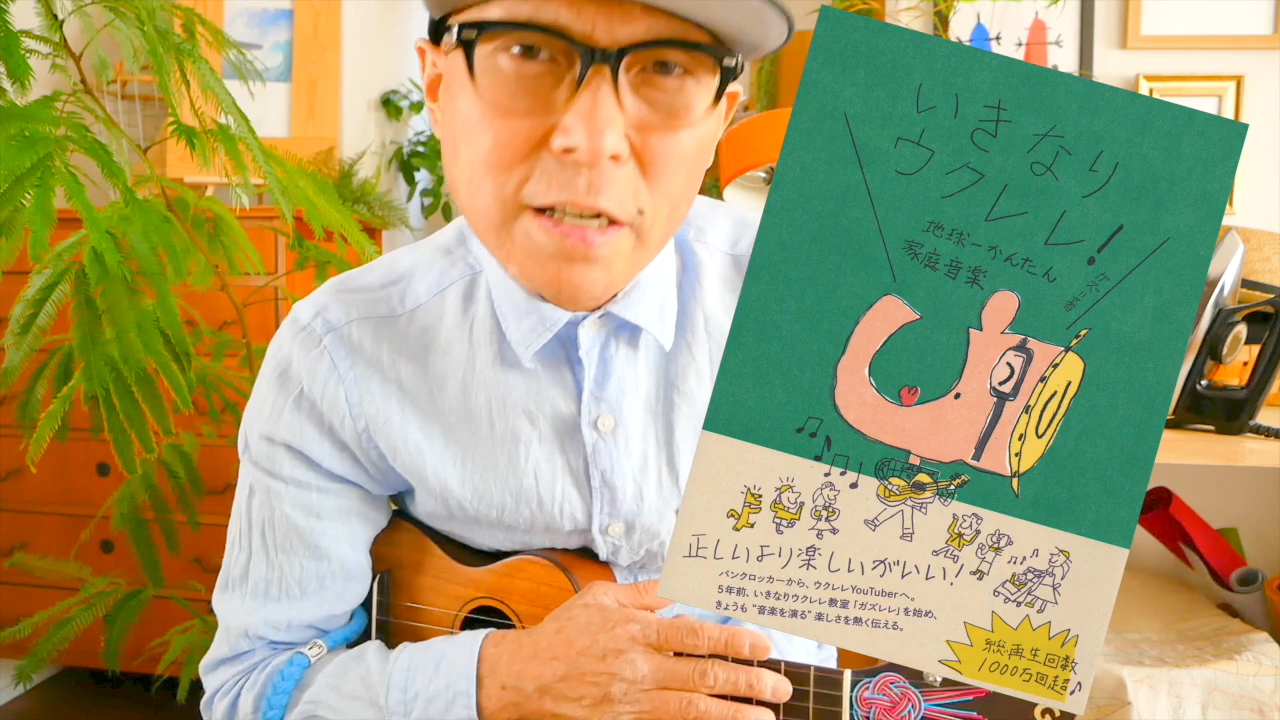 いきなり
ウクレレ!
地球一かんたん
家庭音楽
ガズ 著
正しいより楽しいがいい!
パンクロッカーから、ウクレレYouTuberへ。
5年前、いきなりウクレレ教室「ガズレレ」を始め、
きょうも “音楽を演る” 楽しさを熱く伝える。
総再生回数
1000万回超♪